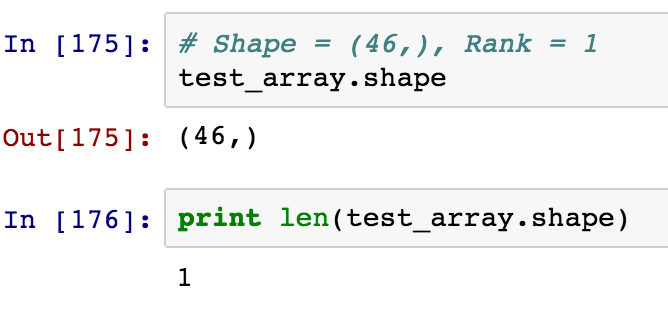 In [175]: # Shape = (46,), Rank = 1
test_array.shape
Out[175]: (46,)
In [176]: print len(test_array.shape)
1